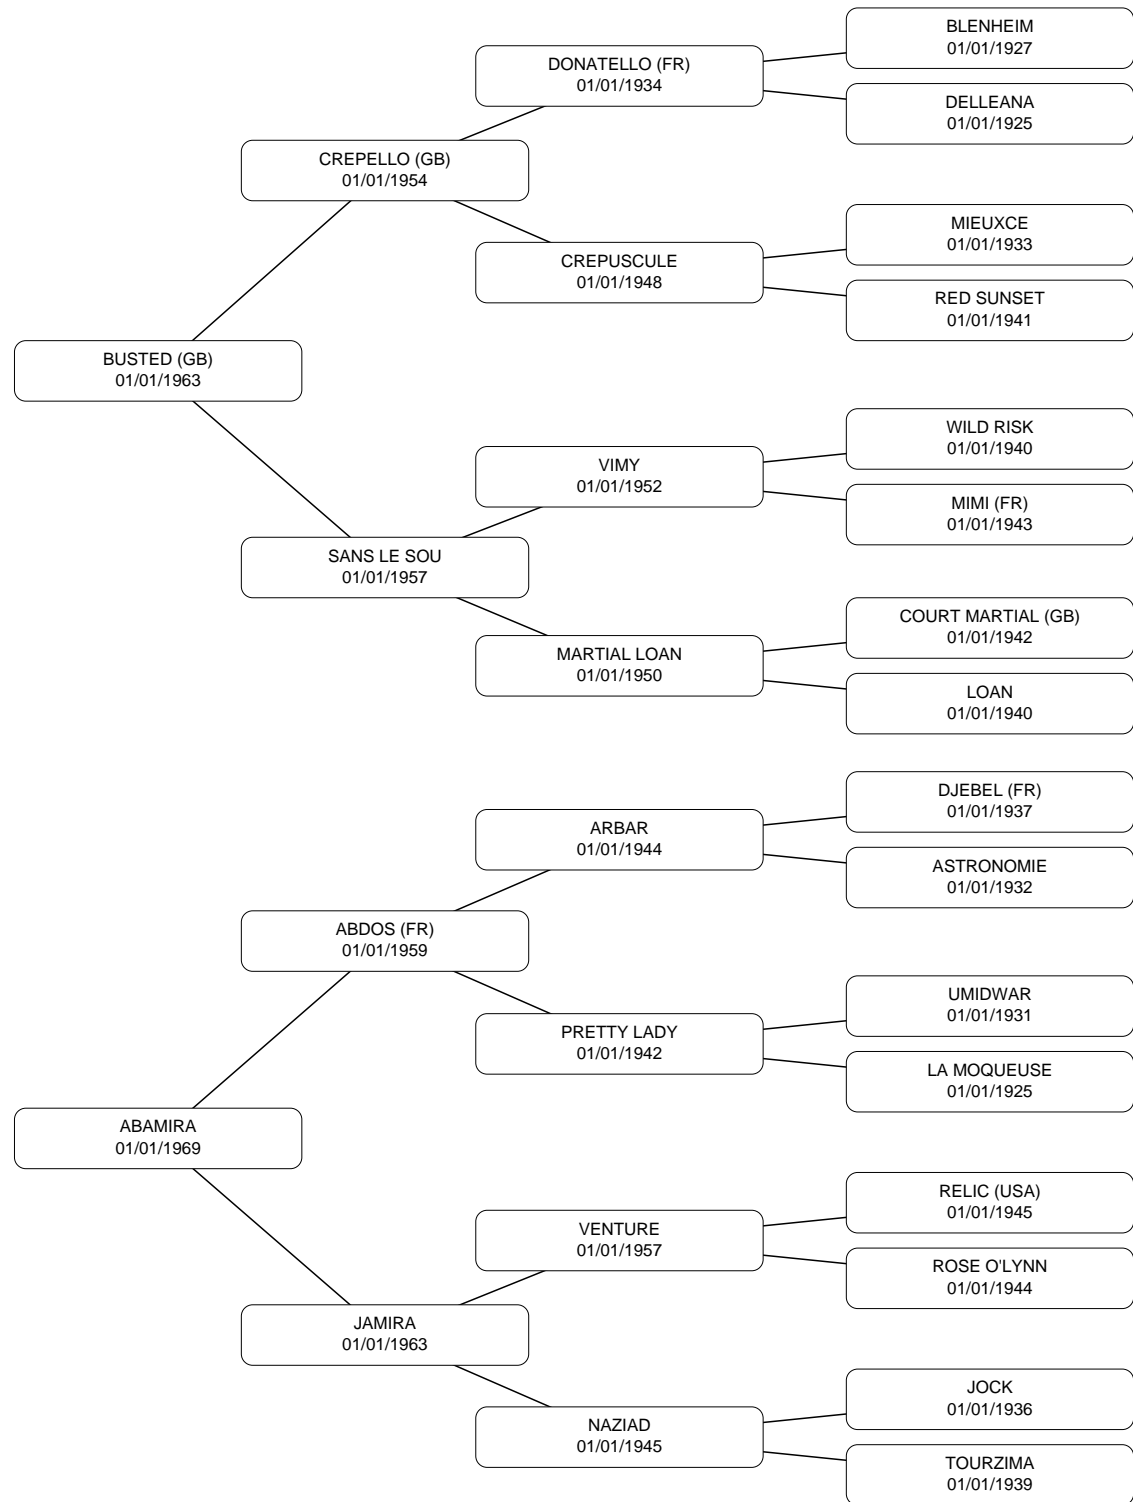 BLENHEIM
01/01/1927
DONATELLO (FR)
01/01/1934
DELLEANA
01/01/1925
CREPELLO (GB)
01/01/1954
MIEUXCE
01/01/1933
CREPUSCULE
01/01/1948
RED SUNSET
01/01/1941
BUSTED (GB)
01/01/1963
WILD RISK
01/01/1940
VIMY
01/01/1952
MIMI (FR)
01/01/1943
SANS LE SOU
01/01/1957
COURT MARTIAL (GB)
01/01/1942
MARTIAL LOAN
01/01/1950
LOAN
01/01/1940
DJEBEL (FR)
01/01/1937
ARBAR
01/01/1944
ASTRONOMIE
01/01/1932
ABDOS (FR)
01/01/1959
UMIDWAR
01/01/1931
PRETTY LADY
01/01/1942
LA MOQUEUSE
01/01/1925
ABAMIRA
01/01/1969
RELIC (USA)
01/01/1945
VENTURE
01/01/1957
ROSE O'LYNN
01/01/1944
JAMIRA
01/01/1963
JOCK
01/01/1936
NAZIAD
01/01/1945
TOURZIMA
01/01/1939